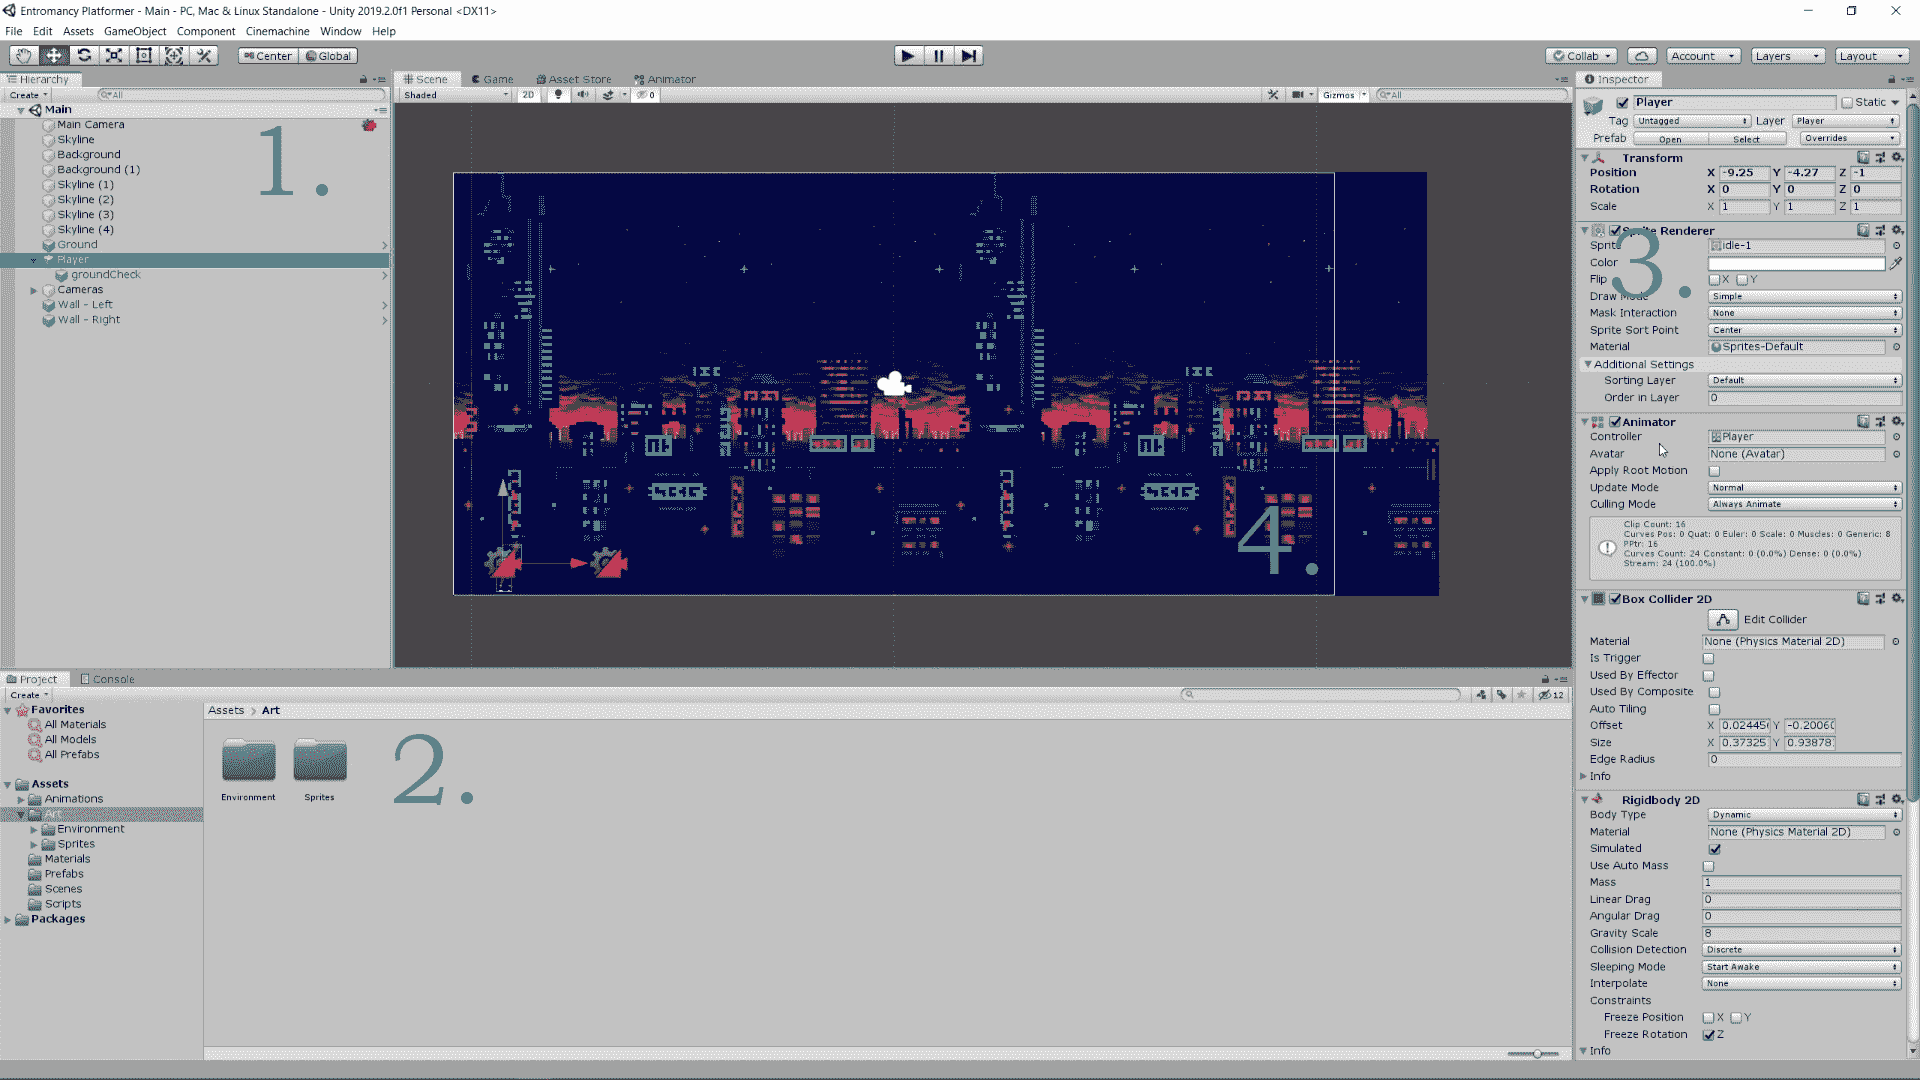 Entromancy Platformer - Main - PC, Mac & Linux Standalone - Unity 2019.2.0f1 Personal <DX11>
File Edit Assets GameObject Component Cinemachine Window Help
Center Global
Collab Account Layers Layout
Hierarchy
Create All
Main
Main Camera
Skyline
Background
Background (1)
Skyline (1)
Skyline (2)
Skyline (3)
Skyline (4)
Ground
Player
groundCheck
Cameras
Wall - Left
Wall - Right
1.
Scene Game Asset Store Animator
Shaded 2D 0 Gizmos All
4.
Project Console
Create
12
Favorites
All Materials
All Models
All Prefabs
Assets
Animations
Art
Environment
Sprites
Materials
Prefabs
Scenes
Scripts
Packages
Assets > Art
Environment Sprites
2.
Inspector
Player Static
Tag Untagged Layer Player
Prefab Open Select Overrides
Transform
Position X -9.25 Y -4.27 Z -1
Rotation X 0 Y 0 Z 0
Scale X 1 Y 1 Z 1
Sprite Renderer
3.
Sprite idle-1
Color
Flip X Y
Draw Mode Simple
Mask Interaction None
Sprite Sort Point Center
Material Sprites-Default
Additional Settings
Sorting Layer Default
Order in Layer 0
Animator
Controller Player
Avatar None (Avatar)
Apply Root Motion
Update Mode Normal
Culling Mode Always Animate
Clip Count: 16
Curves Pos: 0 Quat: 0 Euler: 0 Scale: 0 Muscles: 0 Generic: 8
PPtr: 16
Curves Count: 24 Constant: 0 (0.0%) Dense: 0 (0.0%)
Stream: 24 (100.0%)
Box Collider 2D
Edit Collider
Material None (Physics Material 2D)
Is Trigger
Used By Effector
Used By Composite
Auto Tiling
Offset X 0.0244 Y -0.2006
Size X 0.37325 Y 0.93878
Edge Radius 0
Info
Rigidbody 2D
Body Type Dynamic
Material None (Physics Material 2D)
Simulated
Use Auto Mass
Mass 1
Linear Drag 0
Angular Drag 0
Gravity Scale 8
Collision Detection Discrete
Sleeping Mode Start Awake
Interpolate None
Constraints
Freeze Position X Y
Freeze Rotation Z
Info